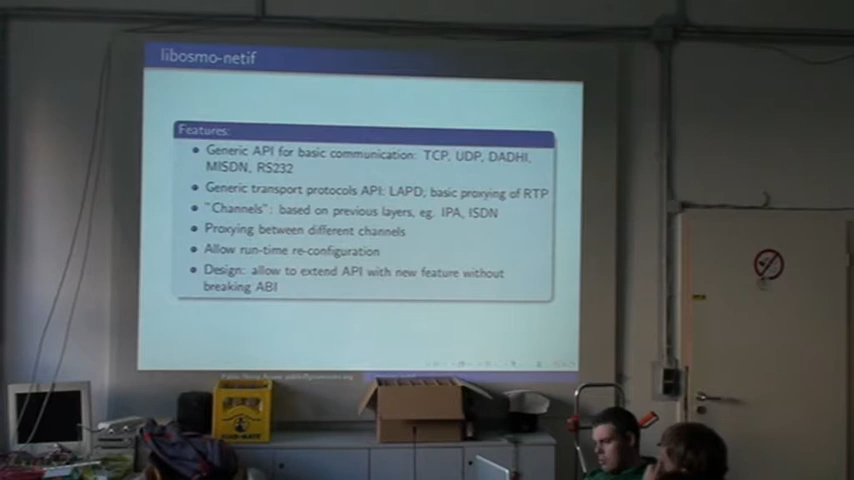 libosmo-netif
Features:
Generic API for basic communication: TCP, UDP, DADHI,
MISDN, RS232
Generic transport protocols API: LAPD; basic proxying of RTP
"Channels": based on previous layers, eg. IPA, ISDN
Proxying between different channels
Allow run-time re-configuration
Design: allow to extend API with new feature without
breaking ABI
CLUB-MATE